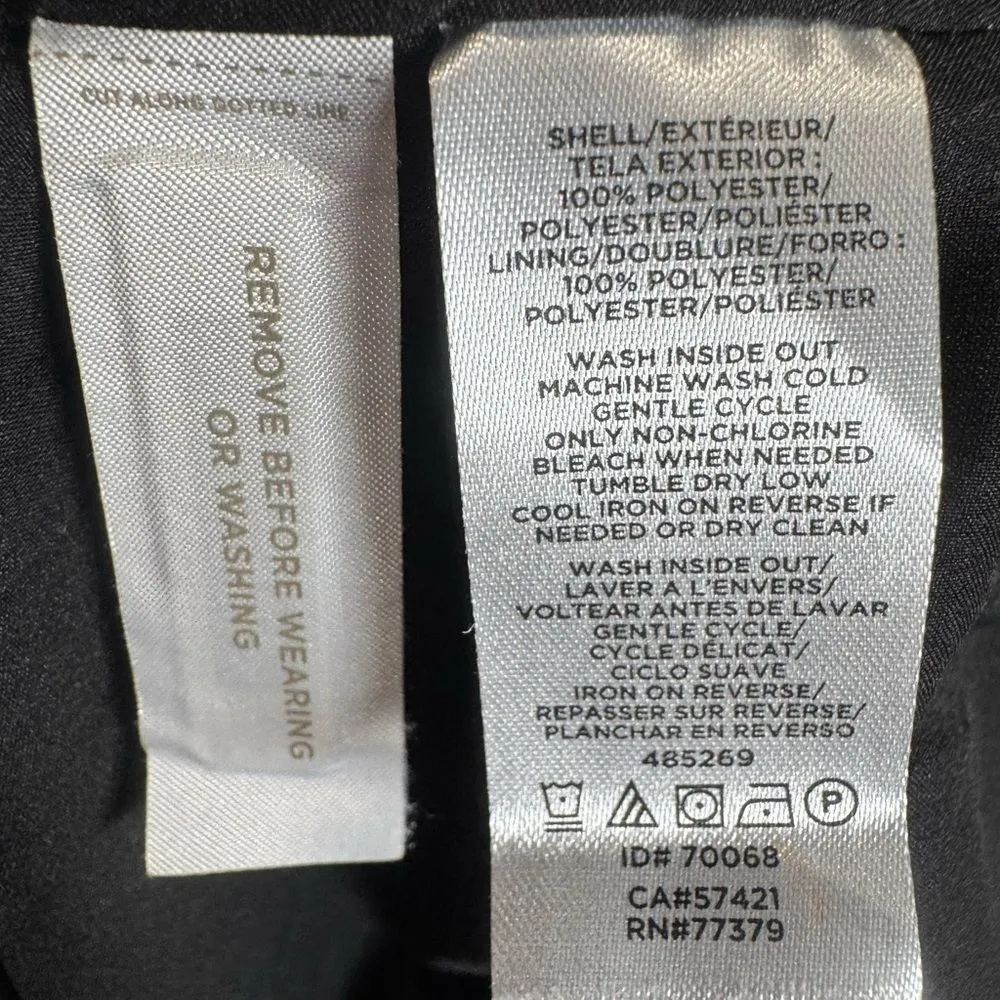 CUT ALONG DOTTED LINE
REMOVE BEFORE WEARING
OR WASHING
SHELL/EXTÉRIEUR/
TELA EXTERIOR :
100% POLYESTER/
POLYESTER/POLIÉSTER
LINING/DOUBLURE/FORRO :
100% POLYESTER/
POLYESTER/POLIÉSTER
WASH INSIDE OUT
MACHINE WASH COLD
GENTLE CYCLE
ONLY NON-CHLORINE
BLEACH WHEN NEEDED
TUMBLE DRY LOW
COOL IRON ON REVERSE IF
NEEDED OR DRY CLEAN
WASH INSIDE OUT/
LAVER A L'ENVERS/
VOLTEAR ANTES DE LAVAR
GENTLE CYCLE/
CYCLE DÉLICAT/
CICLO SUAVE
IRON ON REVERSE/
REPASSER SUR REVERSE/
PLANCHAR EN REVERSO
485269
P
ID# 70068
CA#57421
RN#77379